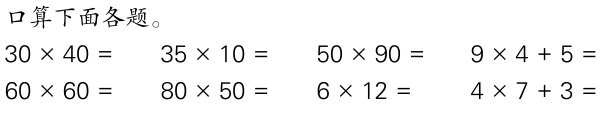 口算下面各题。
30 × 40 = 35 × 10 = 50 × 90 = 9 × 4 + 5 =
60 × 60 = 80 × 50 = 6 × 12 = 4 × 7 + 3 =